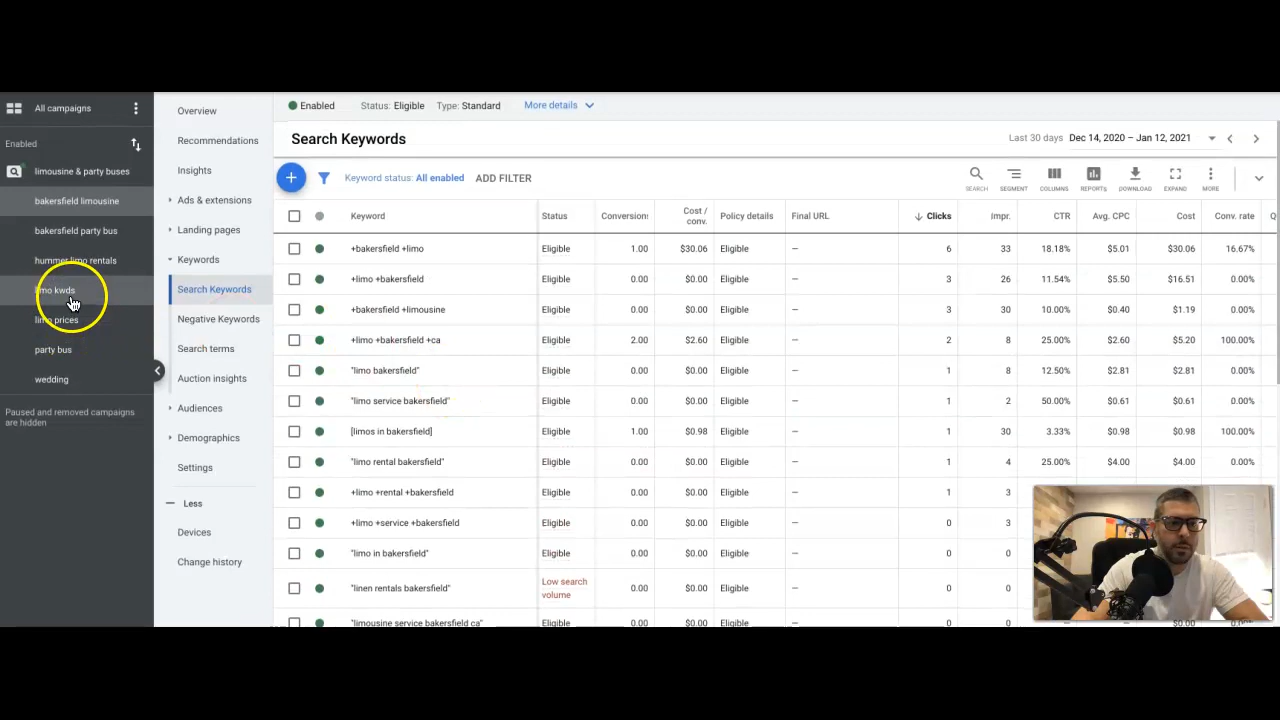 All campaigns
Enabled
limousine & party buses
bakersfield limousine
bakersfield party bus
hummer limo rentals
limo kwds
limo prices
party bus
wedding
Paused and removed campaigns
are hidden
Overview
Recommendations
Insights
Ads & extensions
Landing pages
Keywords
Search Keywords
Negative Keywords
Search terms
Auction insights
Audiences
Demographics
Settings
Less
Devices
Change history
Enabled Status: Eligible Type: Standard More details
Search Keywords Last 30 days Dec 14, 2020 – Jan 12, 2021
Keyword status: All enabled ADD FILTER
SEARCH SEGMENT COLUMNS REPORTS DOWNLOAD EXPAND MORE
Keyword Status Conversions Cost / conv. Policy details Final URL Clicks Impr. CTR Avg. CPC Cost Conv. rate
+bakersfield +limo Eligible 1.00 $30.06 Eligible — 6 33 18.18% $5.01 $30.06 16.67%
+limo +bakersfield Eligible 0.00 $0.00 Eligible — 3 26 11.54% $5.50 $16.51 0.00%
+bakersfield +limousine Eligible 0.00 $0.00 Eligible — 3 30 10.00% $0.40 $1.19 0.00%
+limo +bakersfield +ca Eligible 2.00 $2.60 Eligible — 2 8 25.00% $2.60 $5.20 100.00%
"limo bakersfield" Eligible 0.00 $0.00 Eligible — 1 8 12.50% $2.81 $2.81 0.00%
"limo service bakersfield" Eligible 0.00 $0.00 Eligible — 1 2 50.00% $0.61 $0.61 0.00%
[limos in bakersfield] Eligible 1.00 $0.98 Eligible — 1 30 3.33% $0.98 $0.98 100.00%
"limo rental bakersfield" Eligible 0.00 $0.00 Eligible — 1 4 25.00% $4.00 $4.00 0.00%
+limo +rental +bakersfield Eligible 0.00 $0.00 Eligible — 1 3
+limo +service +bakersfield Eligible 0.00 $0.00 Eligible — 0 3
"limo in bakersfield" Eligible 0.00 $0.00 Eligible — 0 0
"linen rentals bakersfield" Low search volume 0.00 $0.00 Eligible — 0 0
"limousine service bakersfield ca" Eligible 0.00 $0.00 Eligible — 0 0